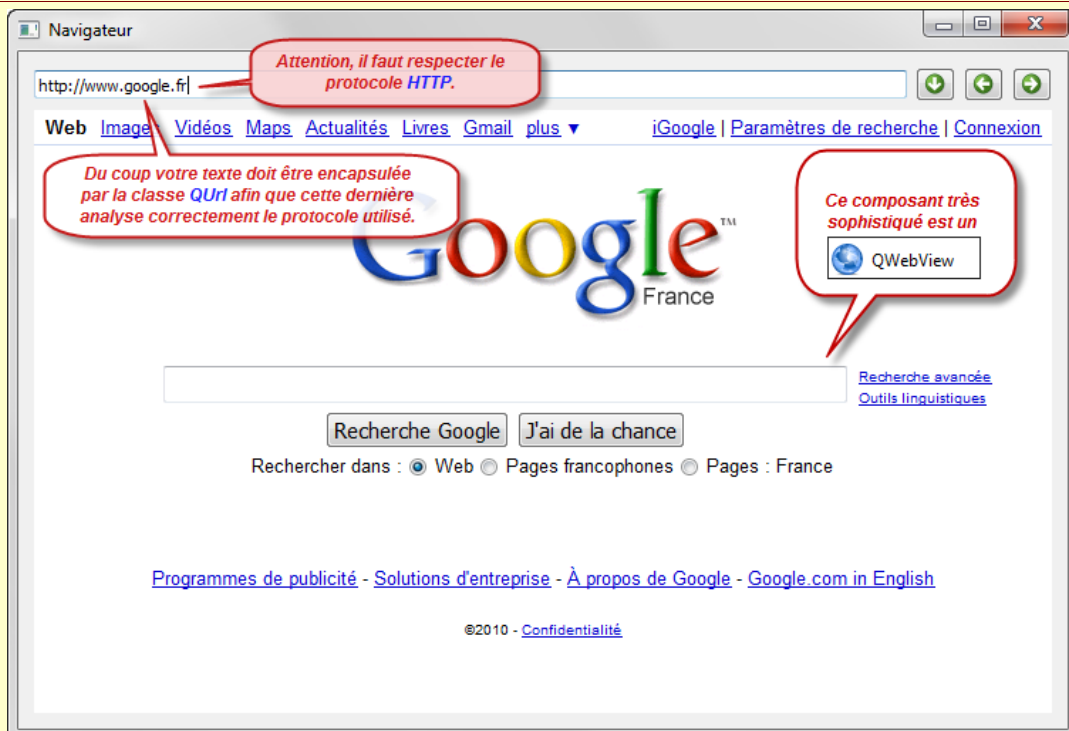 Navigateur
Attention, il faut respecter le
protocole HTTP.
http://www.google.fr
Web Images Vidéos Maps Actualités Livres Gmail plus ▼ iGoogle | Paramètres de recherche | Connexion
Du coup votre texte doit être encapsulée
par la classe QUrl afin que cette dernière
analyse correctement le protocole utilisé.
Ce composant très
sophistiqué est un
QWebView
Google™
France
Recherche avancée
Outils linguistiques
Recherche Google J'ai de la chance
Rechercher dans : Web Pages francophones Pages : France
Programmes de publicité - Solutions d'entreprise - À propos de Google - Google.com in English
©2010 - Confidentialité